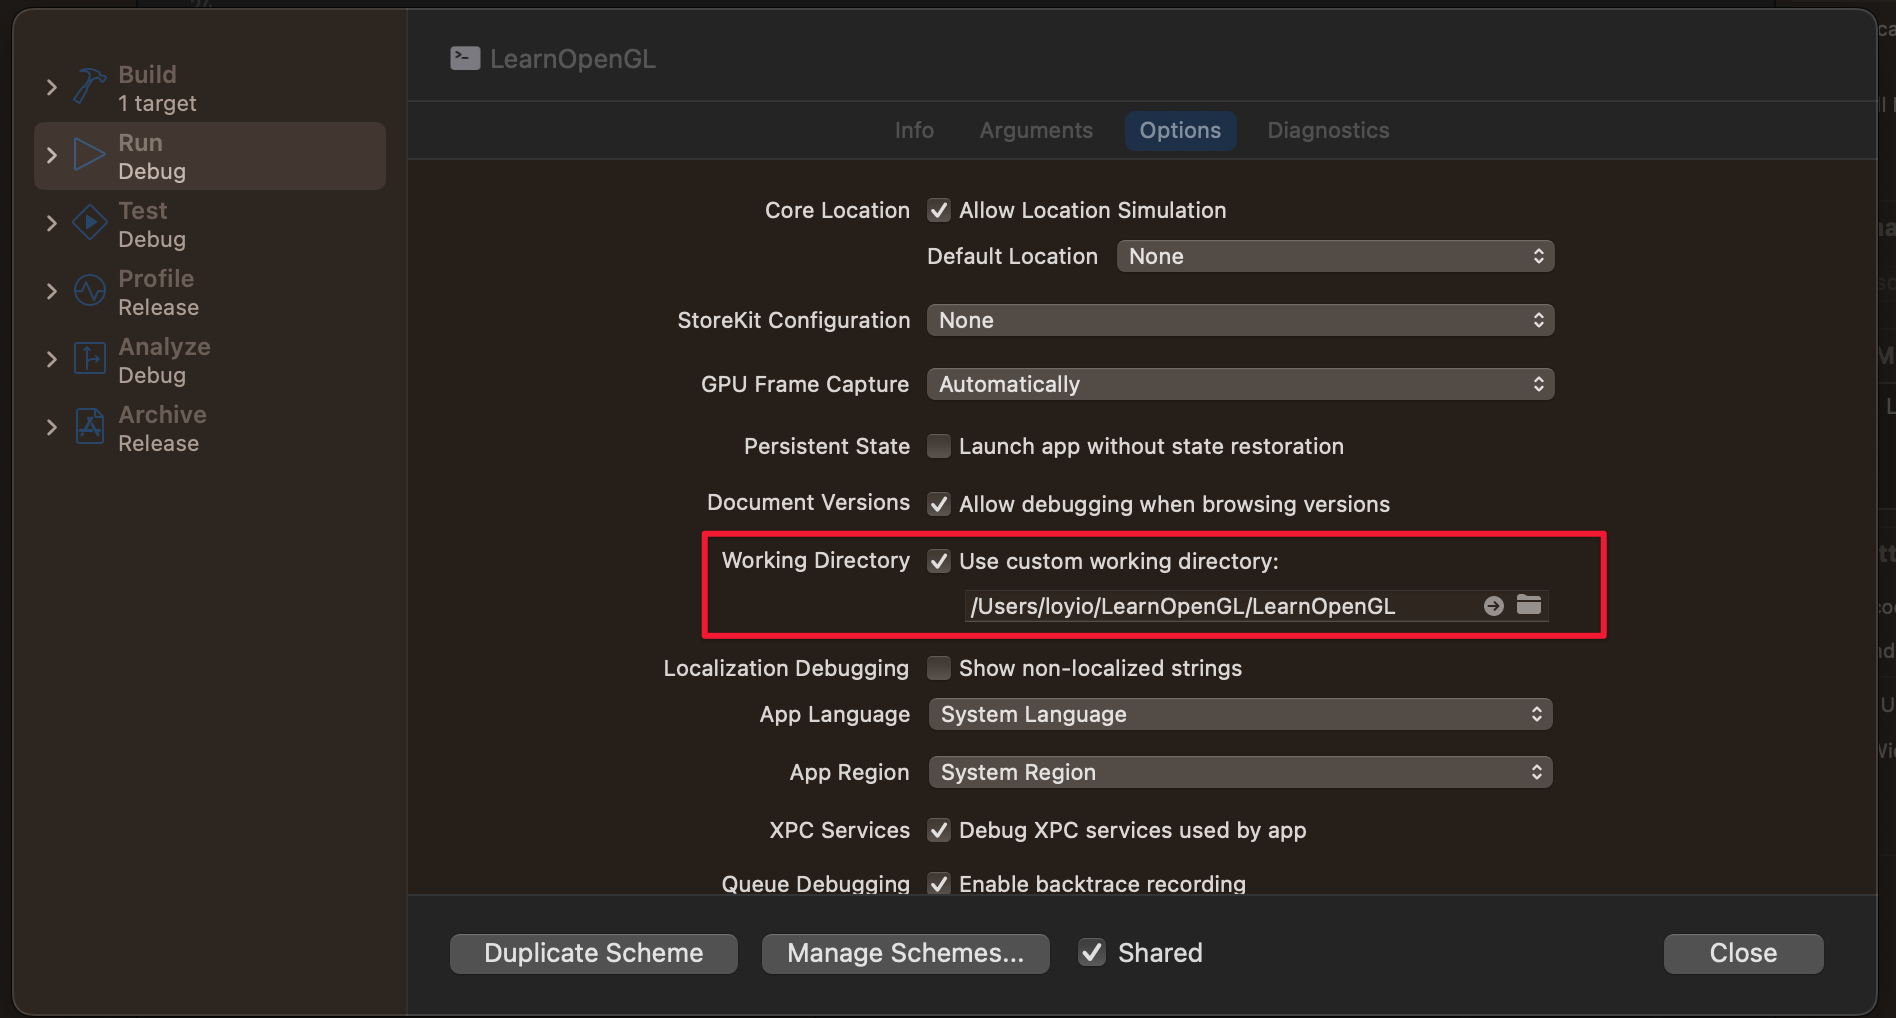 Build
1 target
Run
Debug
Test
Debug
Profile
Release
Analyze
Debug
Archive
Release
LearnOpenGL
Info Arguments Options Diagnostics
Core Location Allow Location Simulation
Default Location None
StoreKit Configuration None
GPU Frame Capture Automatically
Persistent State Launch app without state restoration
Document Versions Allow debugging when browsing versions
Working Directory Use custom working directory:
/Users/loyio/LearnOpenGL/LearnOpenGL
Localization Debugging Show non-localized strings
App Language System Language
App Region System Region
XPC Services Debug XPC services used by app
Queue Debugging Enable backtrace recording
Duplicate Scheme Manage Schemes... Shared Close